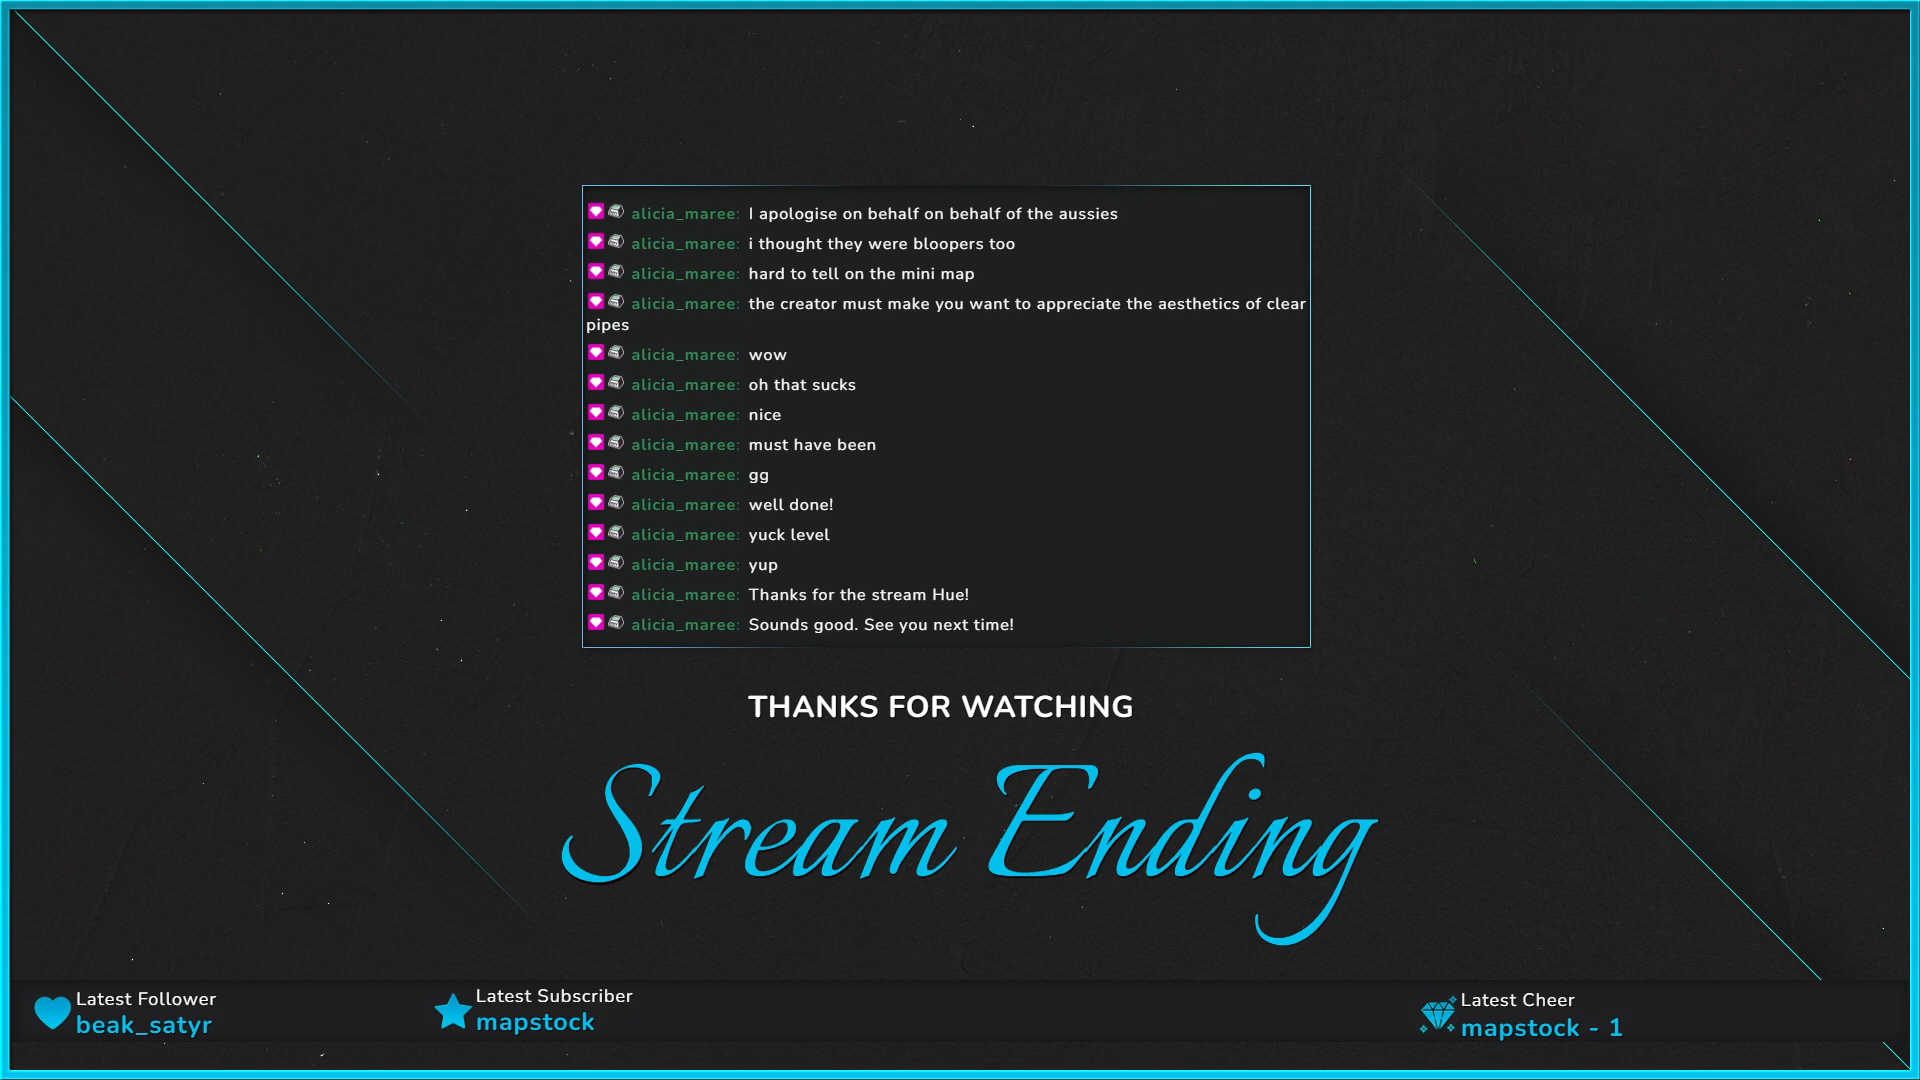 alicia_maree: I apologise on behalf on behalf of the aussies
alicia_maree: i thought they were bloopers too
alicia_maree: hard to tell on the mini map
alicia_maree: the creator must make you want to appreciate the aesthetics of clear
pipes
alicia_maree: wow
alicia_maree: oh that sucks
alicia_maree: nice
alicia_maree: must have been
alicia_maree: gg
alicia_maree: well done!
alicia_maree: yuck level
alicia_maree: yup
alicia_maree: Thanks for the stream Hue!
alicia_maree: Sounds good. See you next time!
THANKS FOR WATCHING
Stream Ending
Latest Follower
beak_satyr
Latest Subscriber
mapstock
Latest Cheer
mapstock - 1